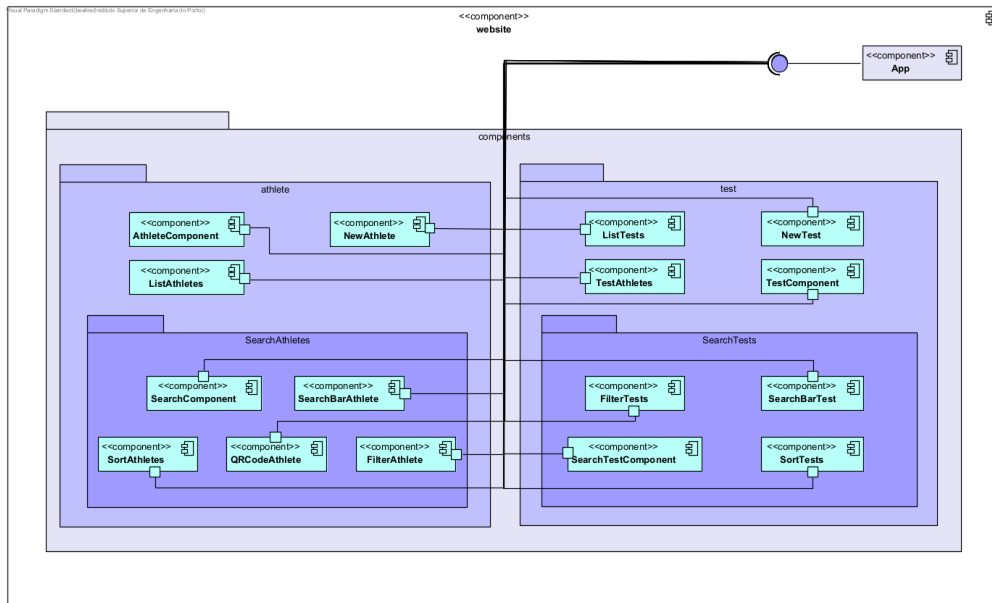 Visual Paradigm Standard(beatriz(Instituto Superior de Engenharia do Porto))
<<component>>
website
<<component>>
App
components
athlete
test
<<component>>
AthleteComponent
<<component>>
NewAthlete
<<component>>
ListTests
<<component>>
NewTest
<<component>>
ListAthletes
<<component>>
TestAthletes
<<component>>
TestComponent
SearchAthletes
SearchTests
<<component>>
SearchComponent
<<component>>
SearchBarAthlete
<<component>>
FilterTests
<<component>>
SearchBarTest
<<component>>
SortAthletes
<<component>>
QRCodeAthlete
<<component>>
FilterAthlete
<<component>>
SearchTestComponent
<<component>>
SortTests